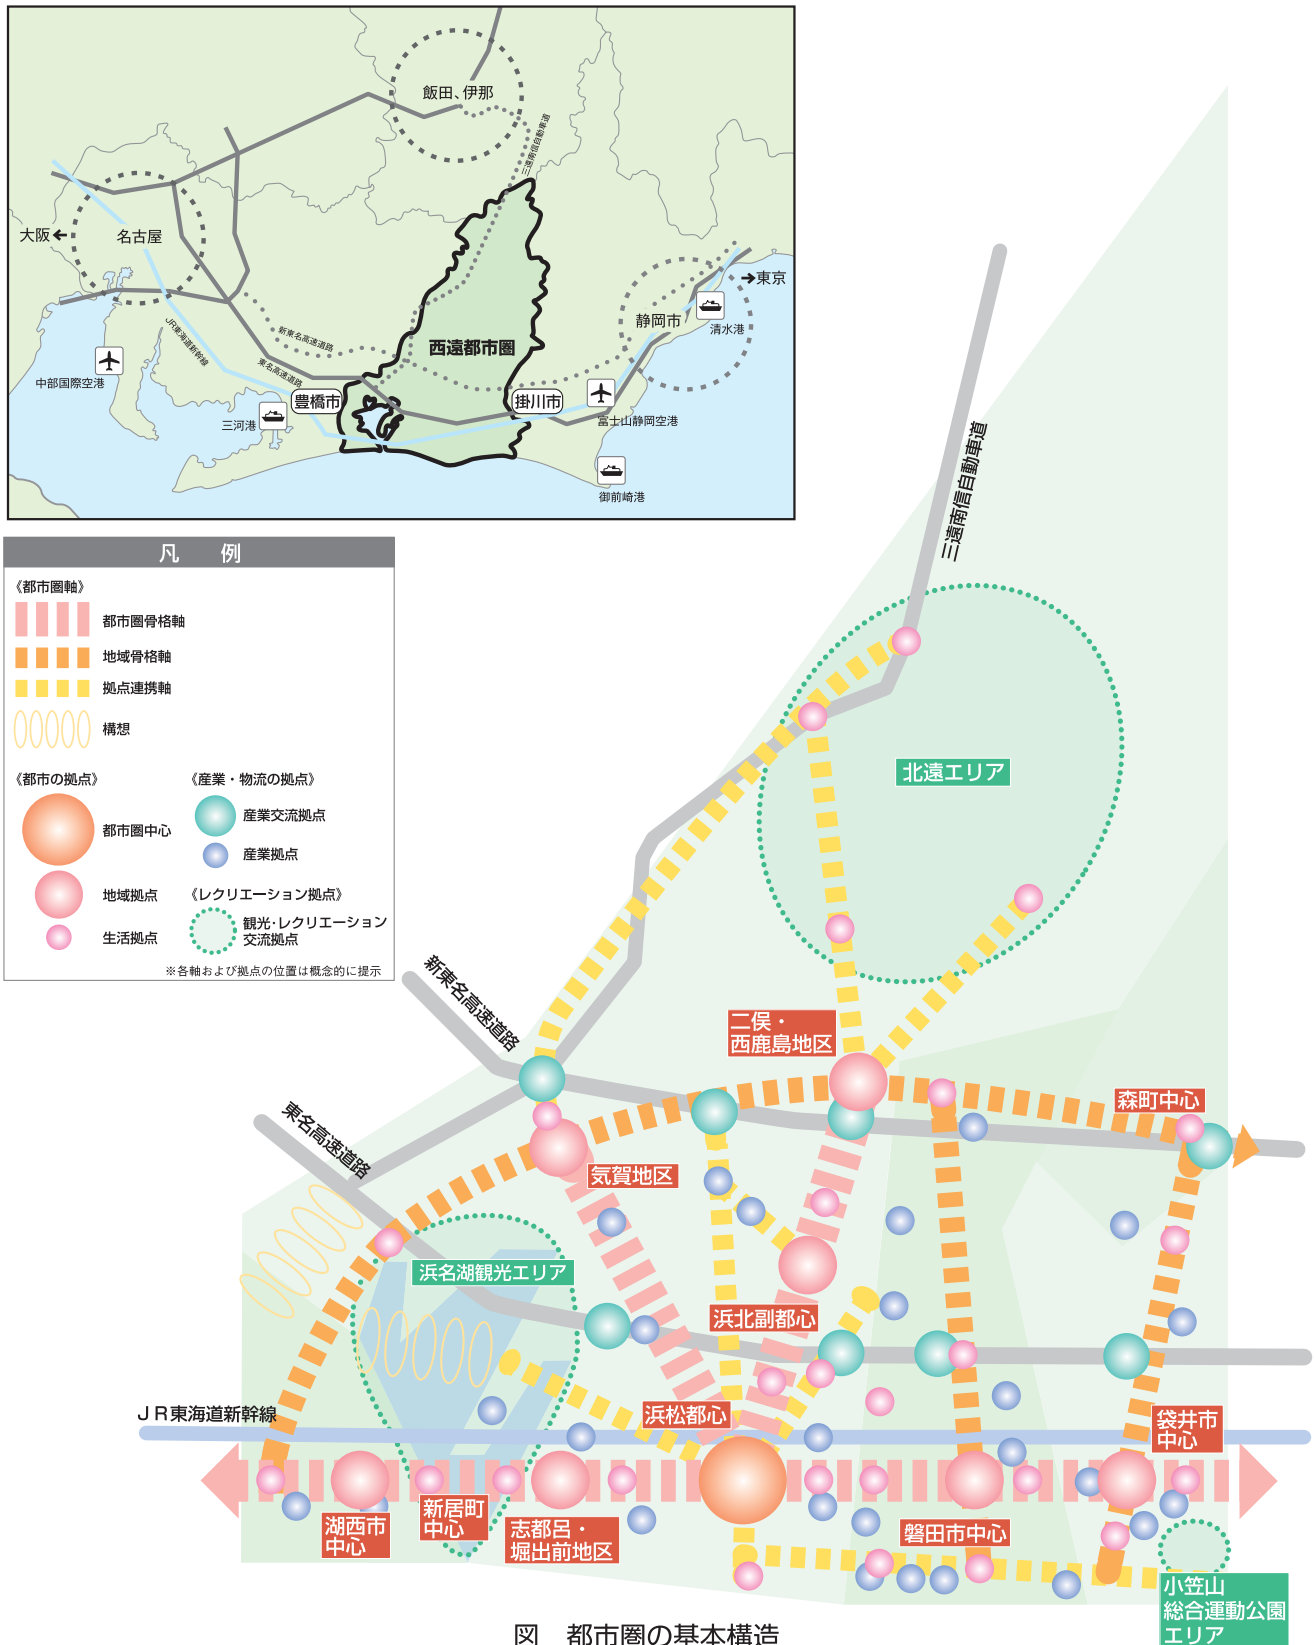 飯田、伊那
三遠南信自動車道
大阪←
名古屋
→東京
静岡市
清水港
新東名高速道路
JR東海道新幹線
西遠都市圏
東名高速道路
中部国際空港
豊橋市
掛川市
三河港
富士山静岡空港
御前崎港
凡 例
《都市圏軸》
都市圏骨格軸
地域骨格軸
拠点連携軸
構想
《都市の拠点》
都市圏中心
地域拠点
生活拠点
《産業・物流の拠点》
産業交流拠点
産業拠点
《レクリエーション拠点》
観光・レクリエーション
交流拠点
※各軸および拠点の位置は概念的に提示
三遠南信自動車道
北遠エリア
新東名高速道路
二俣・
西鹿島地区
東名高速道路
森町中心
気賀地区
浜名湖観光エリア
浜北副都心
JR東海道新幹線
浜松都心
袋井市
中心
湖西市
中心
新居町
中心
志都呂・
堀出前地区
磐田市中心
小笠山
総合運動公園
エリア
図 都市圏の基本構造